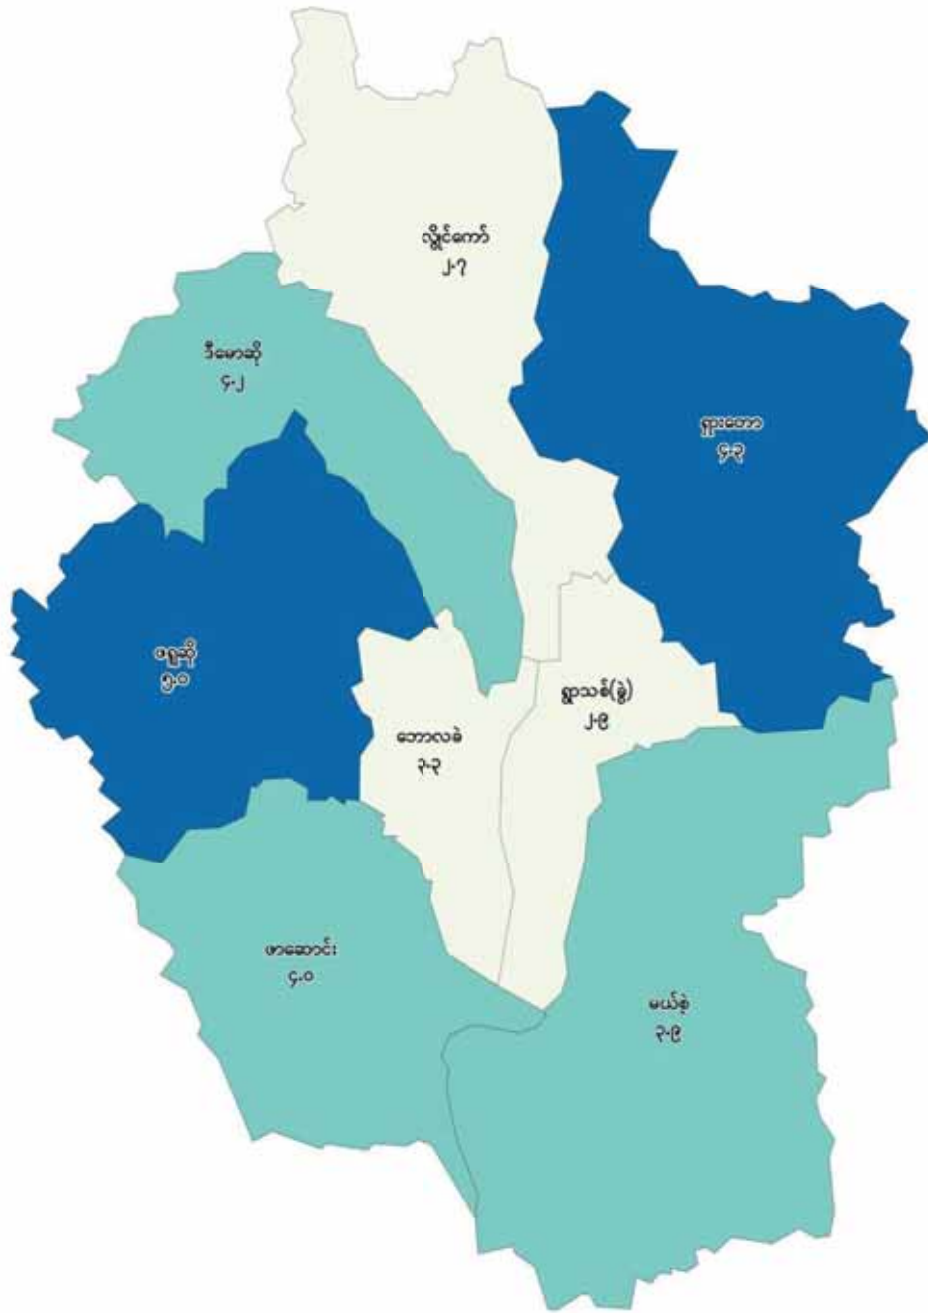 လွိုင်ကော်
၂.၇
ဒီမောဆို
၄.၂
ရှားတော
၄.၃
ဖရူဆို
၅.၀
ရွာသစ်(ခွဲ)
၂.၉
ဘောလခဲ
၃.၃
ဖာဆောင်း
၄.၀
မယ်စဲ့
၃.၉